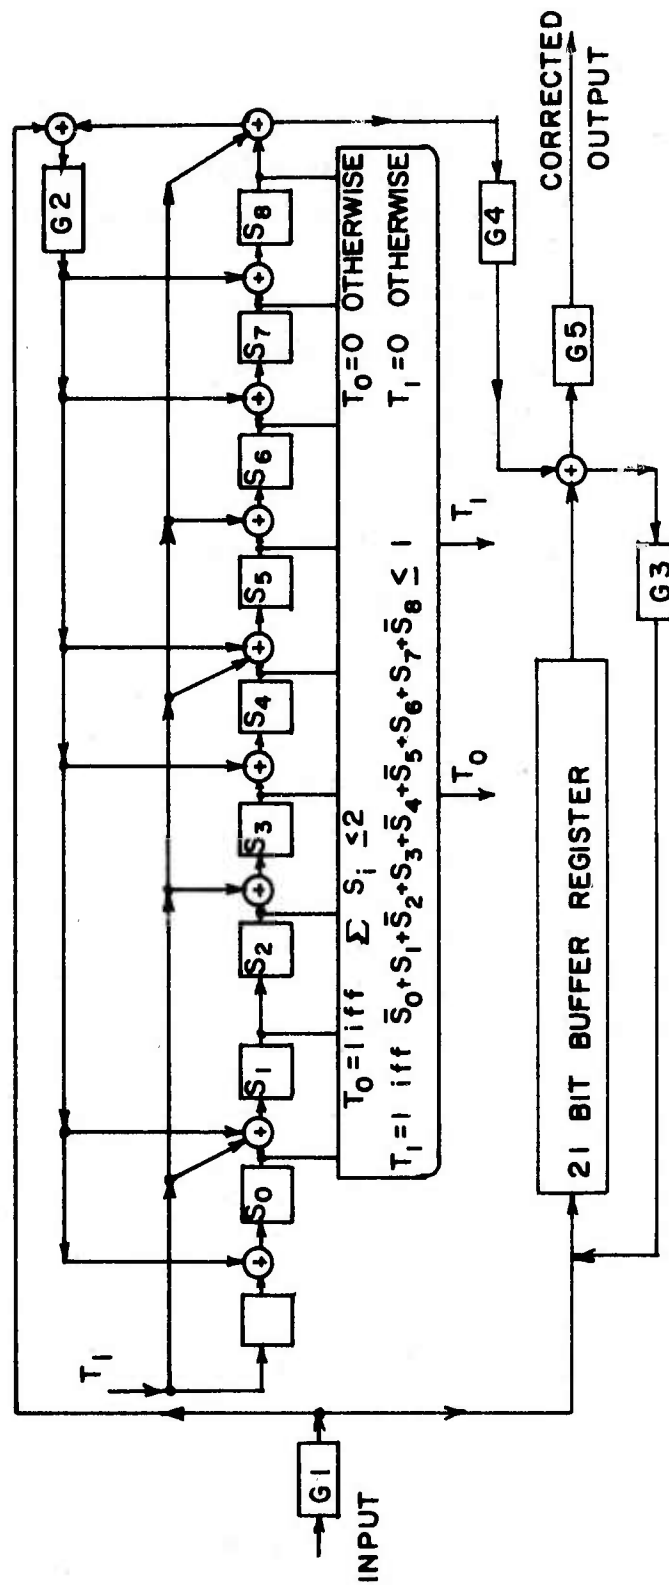 G2
T₁
S₀
S₁
S₂
S₃
S₄
S₅
S₆
S₇
S₈
T₀=1 iff Σ Sᵢ ≤2 T₀=0 OTHERWISE
T₁=1 iff S̄₀+S₁+S̄₂+S₃+S̄₄+S̄₅+S₆+S₇+S̄₈ ≤ 1 T₁=0 OTHERWISE
G1
INPUT
T₀
T₁
G4
21 BIT BUFFER REGISTER
G5
CORRECTED
OUTPUT
G3